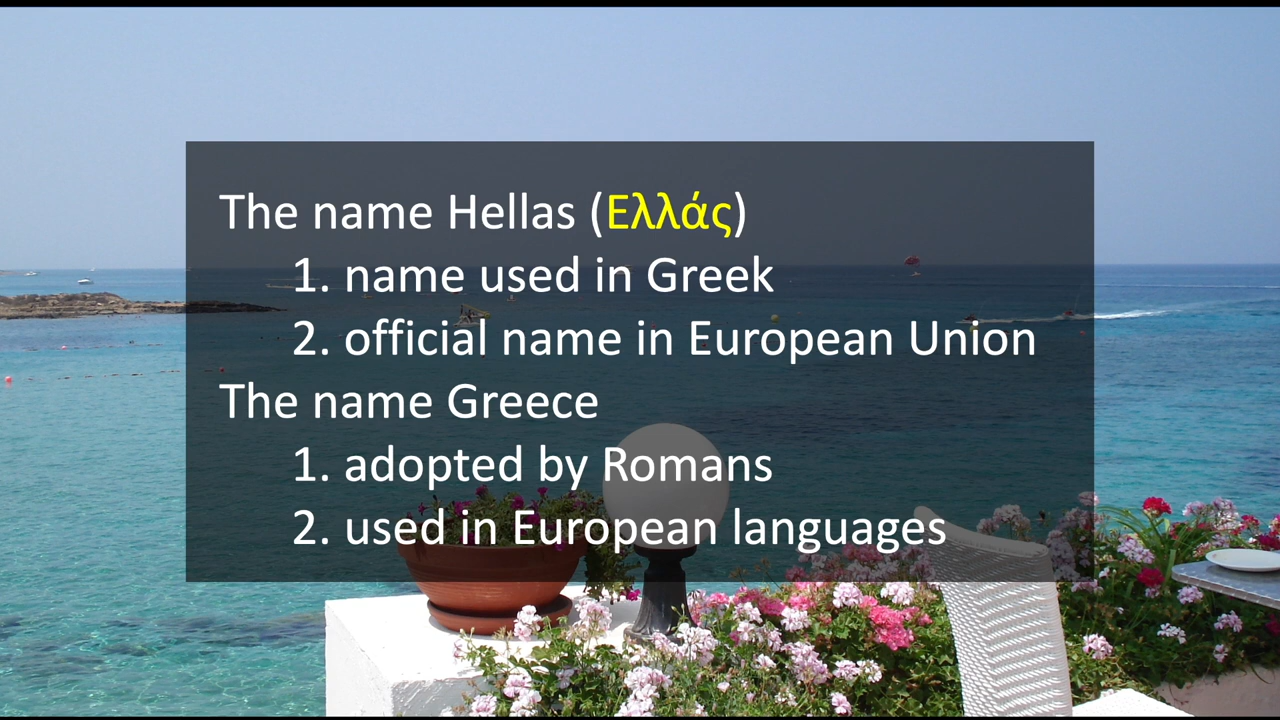 The name Hellas (Ελλάς)
1. name used in Greek
2. official name in European Union
The name Greece
1. adopted by Romans
2. used in European languages